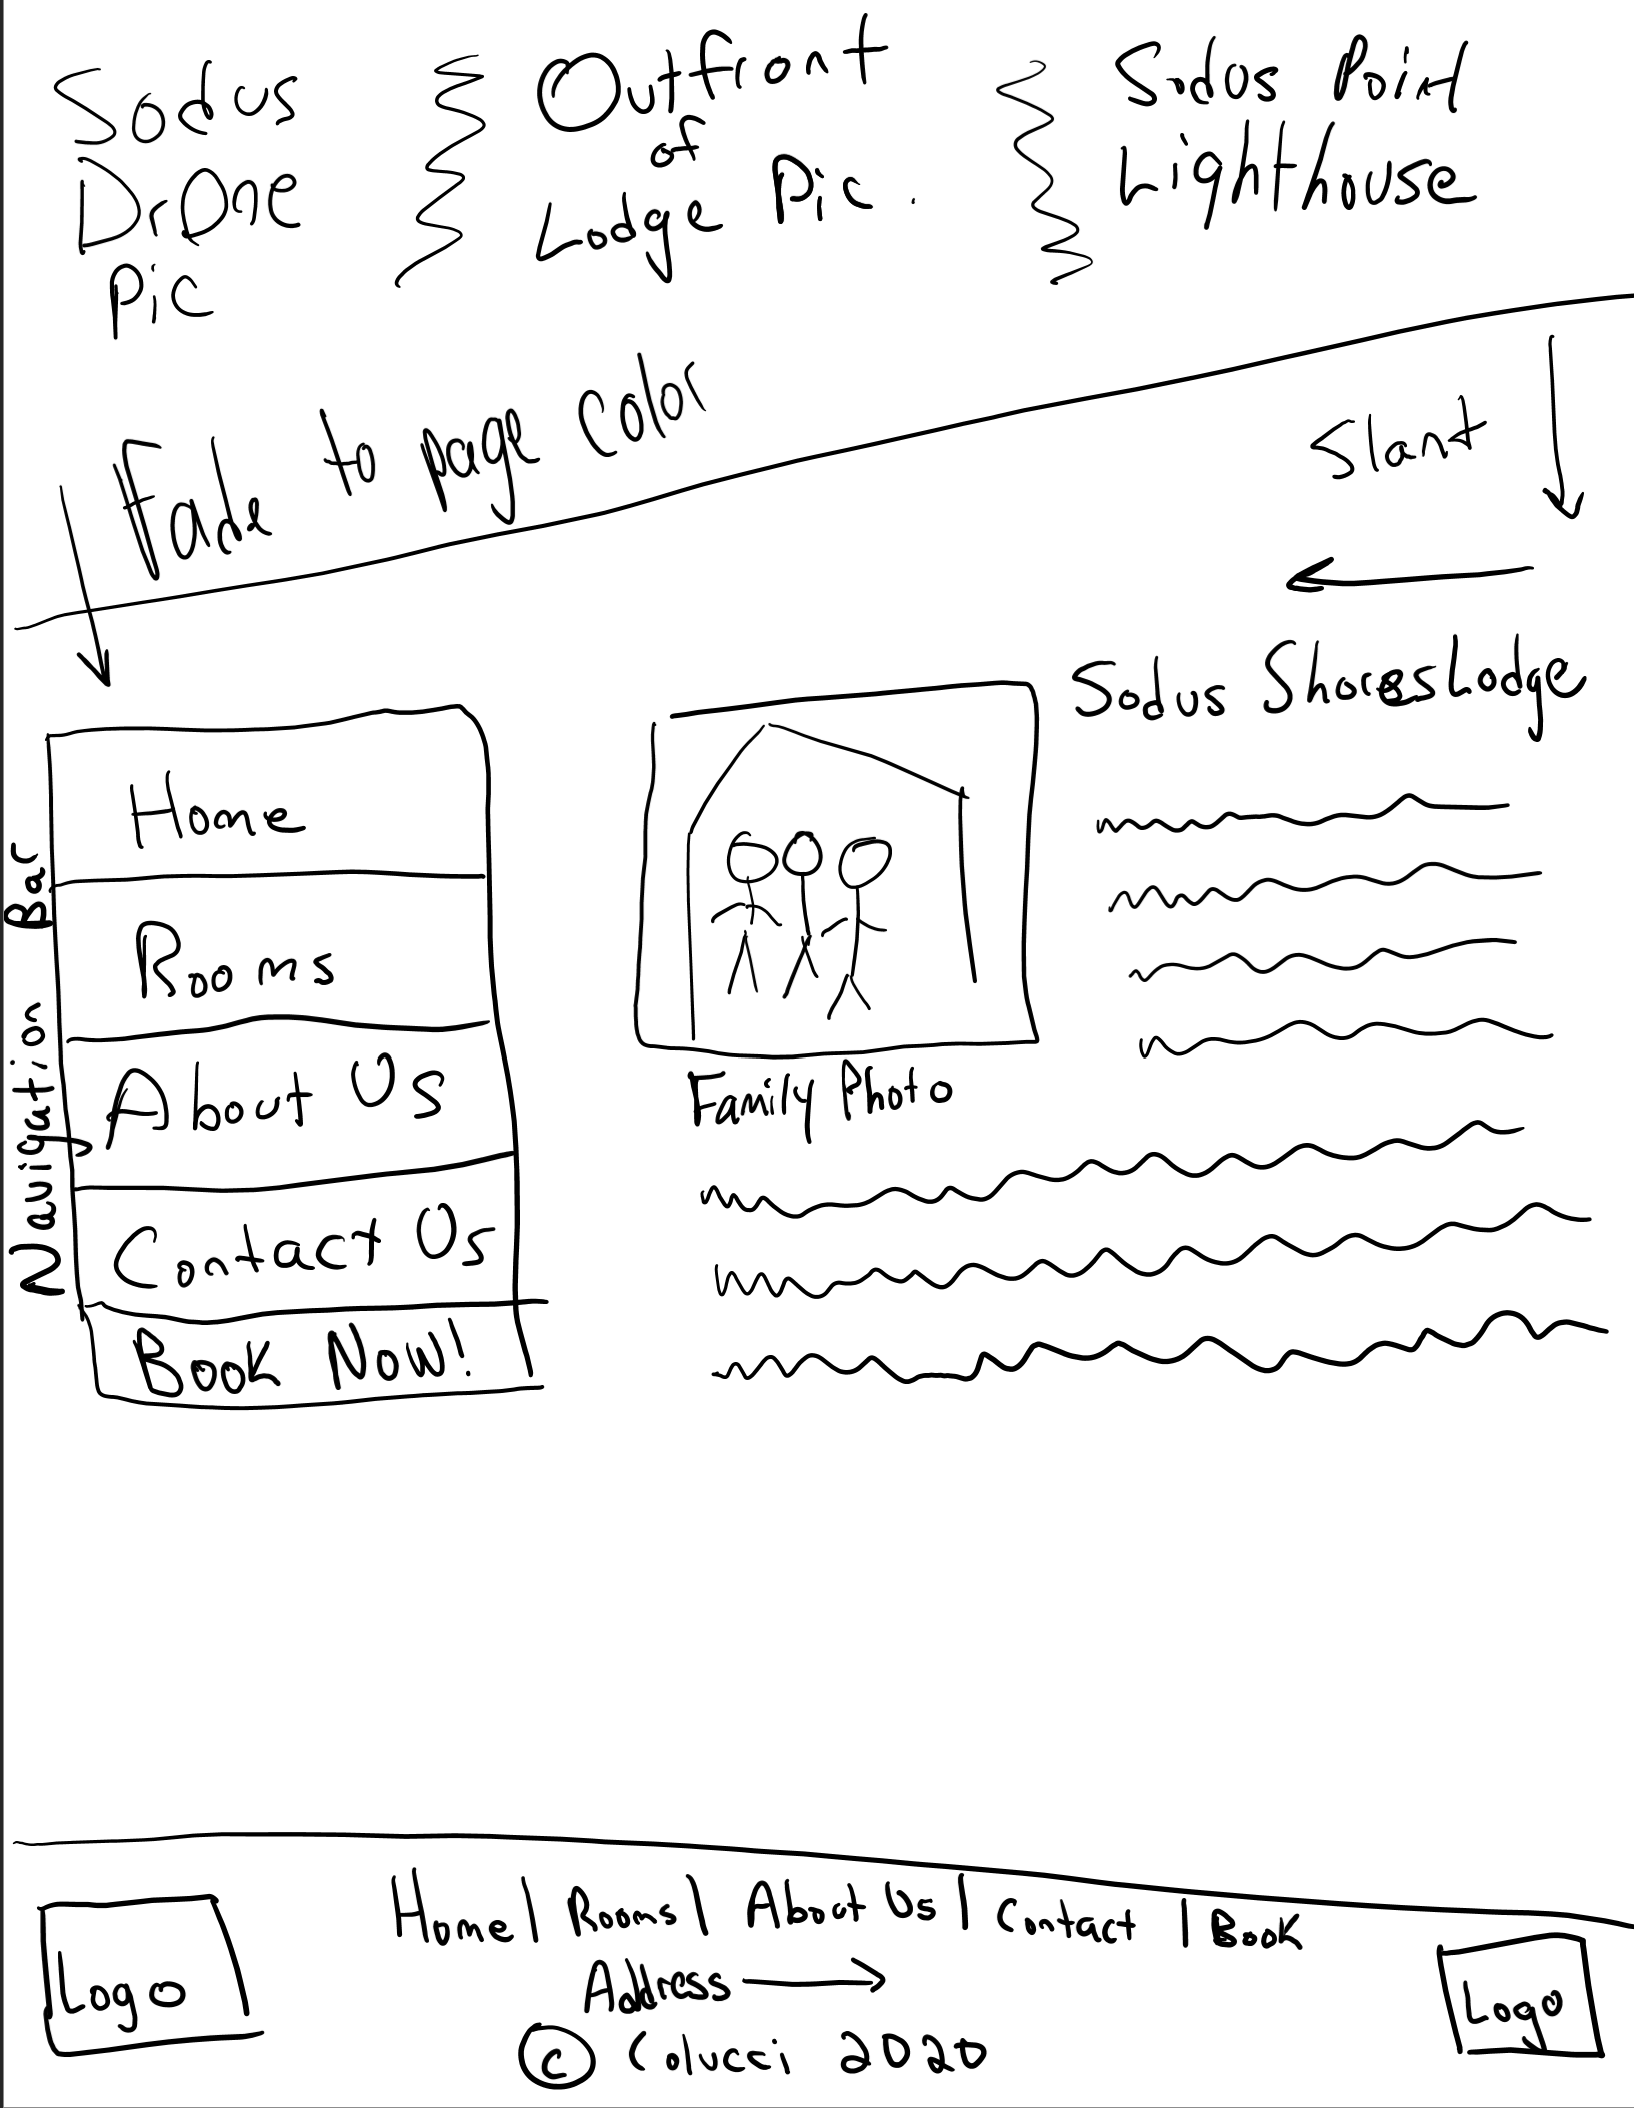 Sodus
Drone
Pic
Outfront
of
Lodge Pic.
Sodus Point
Lighthouse
Fade to page color
Slant
Sodus Shores Lodge
Navigation Bar
Home
Rooms
About Us
Contact Us
Book Now!
Family Photo
Logo
Home | Rooms | About Us | Contact | Book
Address
© Colucci 2020
Logo